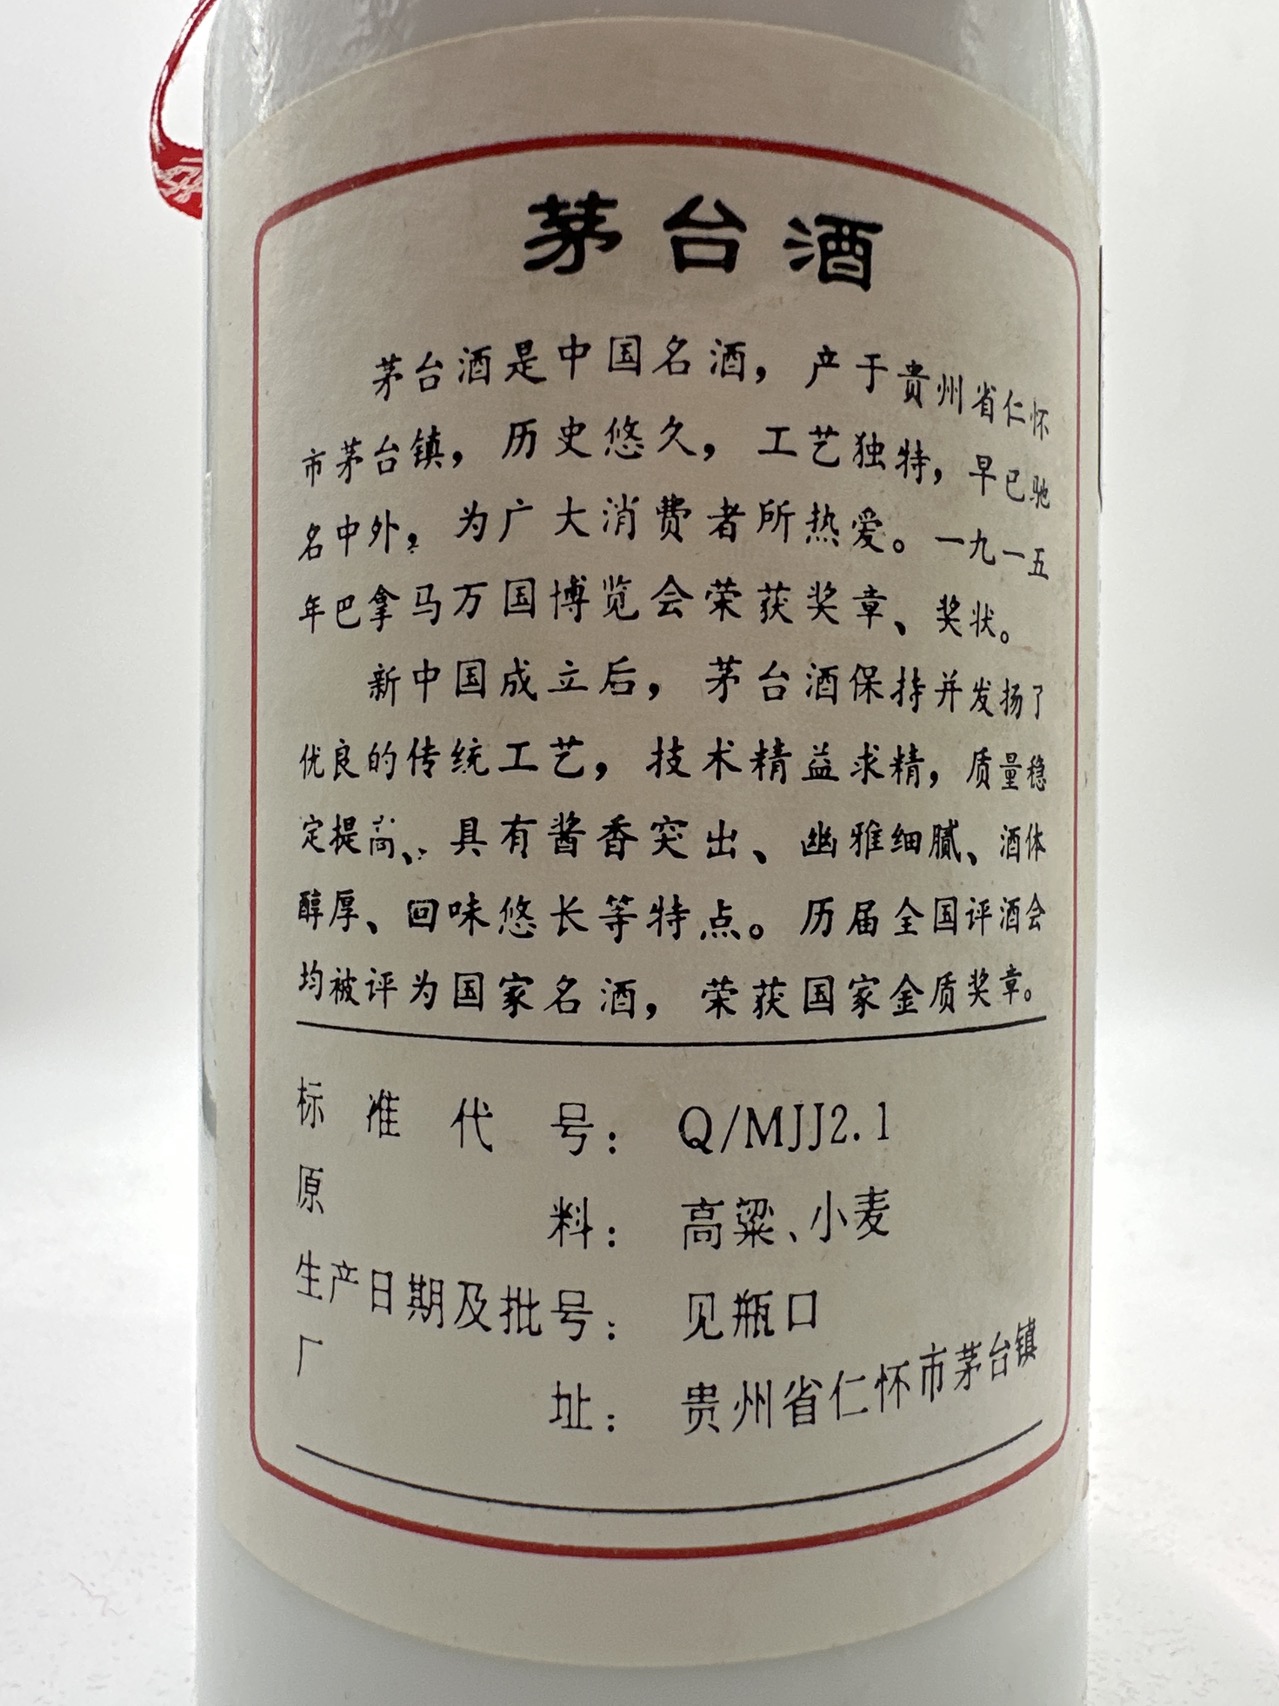 茅台酒
茅台酒是中国名酒，产于贵州省仁怀
市茅台镇，历史悠久，工艺独特，早已驰
名中外，为广大消费者所热爱。一九一五
年巴拿马万国博览会荣获奖章、奖状。
新中国成立后，茅台酒保持并发扬了
优良的传统工艺，技术精益求精，质量稳
定提高、具有酱香突出、幽雅细腻、酒体
醇厚、回味悠长等特点。历届全国评酒会
均被评为国家名酒，荣获国家金质奖章。
标准代号：Q/MJJ2.1
原料：高粱、小麦
生产日期及批号：见瓶口
厂址：贵州省仁怀市茅台镇